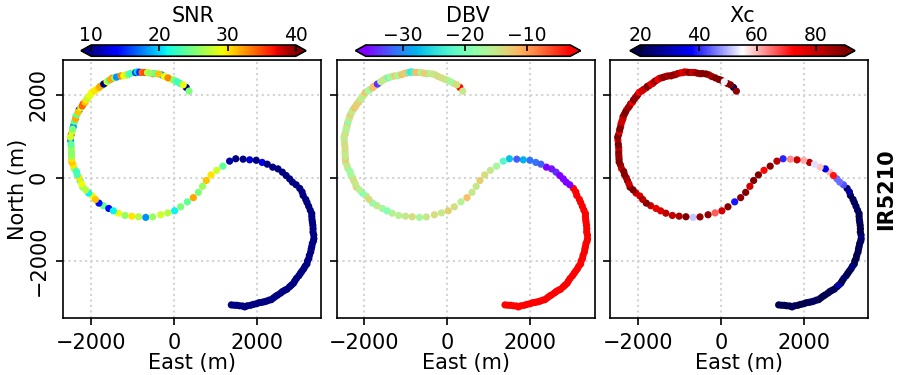 SNR DBV Xc
10 20 30 40 −30 −20 −10 20 40 60 80
2000
0
−2000
North (m)
IR5210
−2000 0 2000 −2000 0 2000 −2000 0 2000
East (m) East (m) East (m)